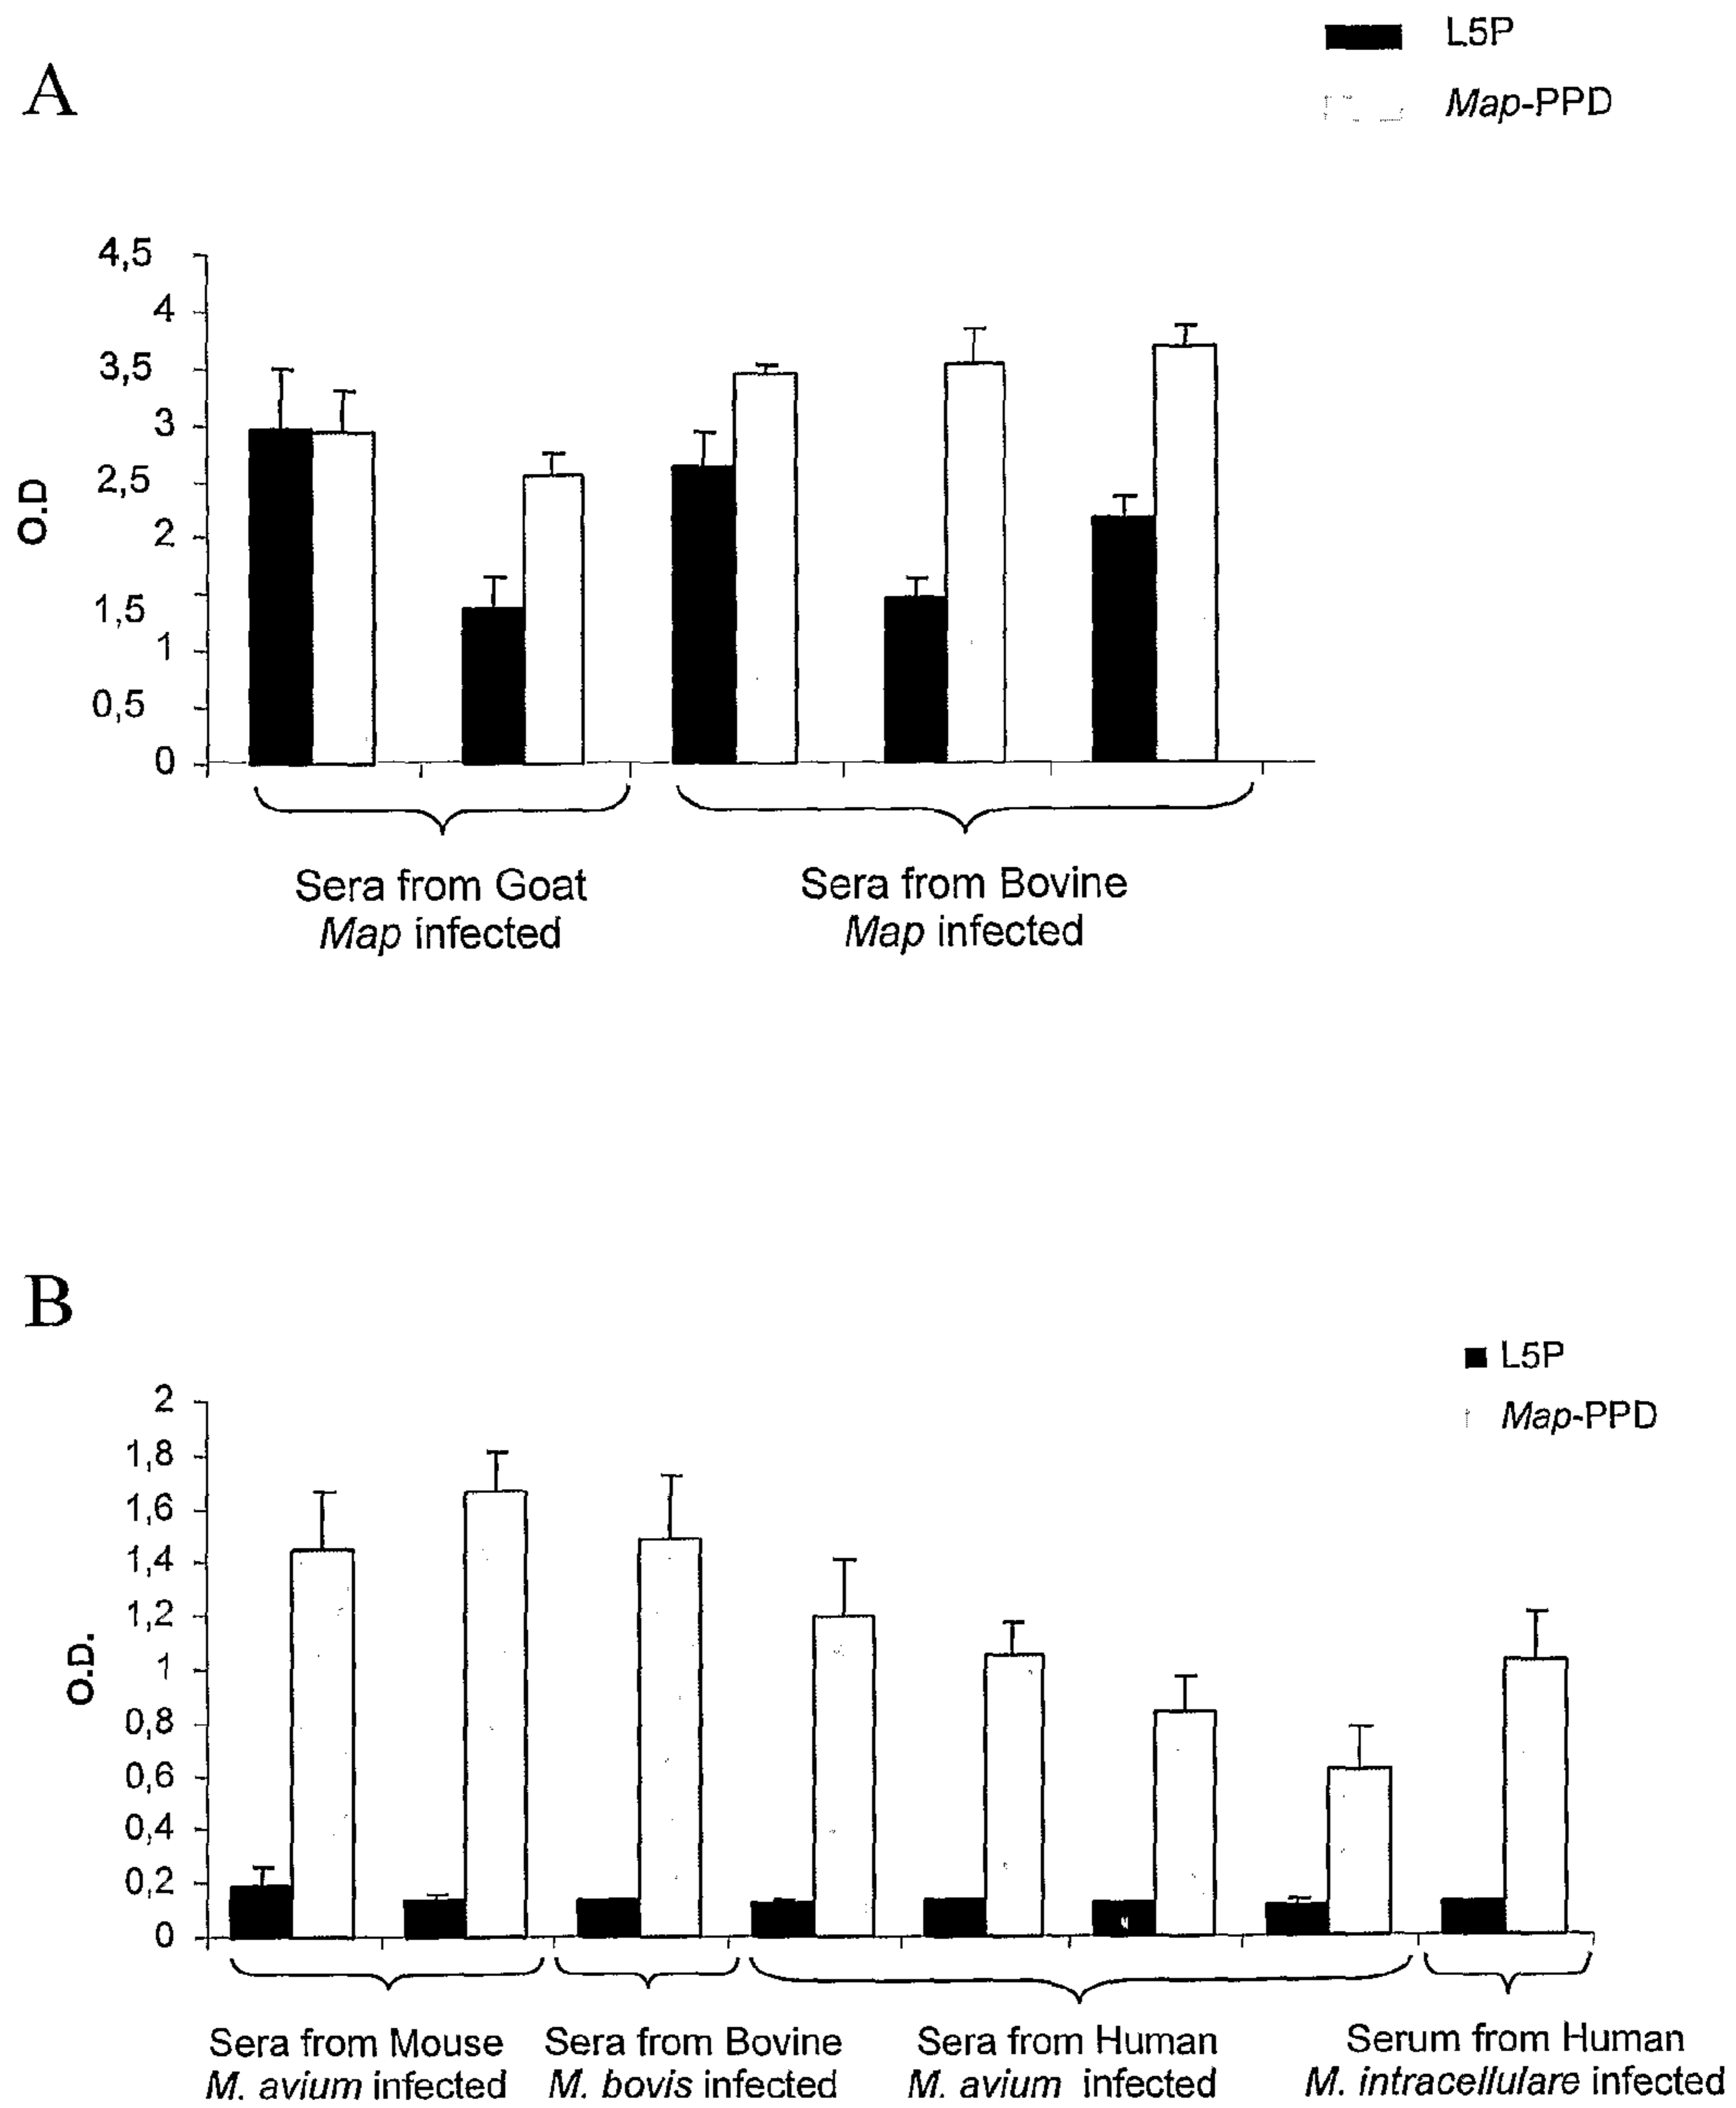 L5P
A
Map-PPD
4,5
4
3,5
3
2,5
2
1,5
1
0,5
0
O.D
Sera from Goat
Map infected
Sera from Bovine
Map infected
B
L5P
Map-PPD
2
1,8
1,6
1,4
1,2
1
0,8
0,6
0,4
0,2
0
O.D.
Sera from Mouse
M. avium infected
Sera from Bovine
M. bovis infected
Sera from Human
M. avium infected
Serum from Human
M. intracellulare infected